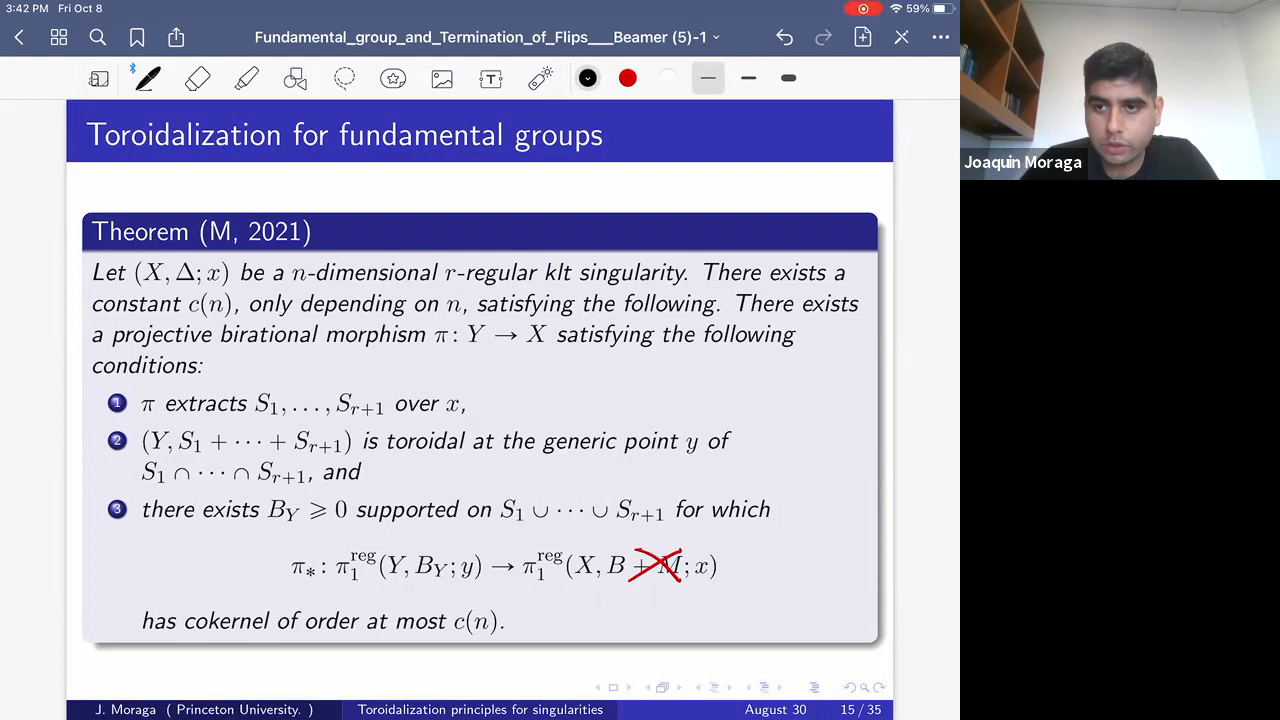 3:42 PM Fri Oct 8
59%
Fundamental_group_and_Termination_of_Flips___Beamer (5)-1
Toroidalization for fundamental groups
Joaquin Moraga
Theorem (M, 2021)
Let (X, Δ; x) be a n-dimensional r-regular klt singularity. There exists a
constant c(n), only depending on n, satisfying the following. There exists
a projective birational morphism π: Y → X satisfying the following
conditions:
1 π extracts S₁, . . . , Sᵣ₊₁ over x,
2 (Y, S₁ + · · · + Sᵣ₊₁) is toroidal at the generic point y of
S₁ ∩ · · · ∩ Sᵣ₊₁, and
3 there exists B_Y ⩾ 0 supported on S₁ ∪ · · · ∪ Sᵣ₊₁ for which
π_*: π₁^reg(Y, B_Y; y) → π₁^reg(X, B + M; x)
has cokernel of order at most c(n).
J. Moraga ( Princeton University. ) Toroidalization principles for singularities August 30 15 / 35